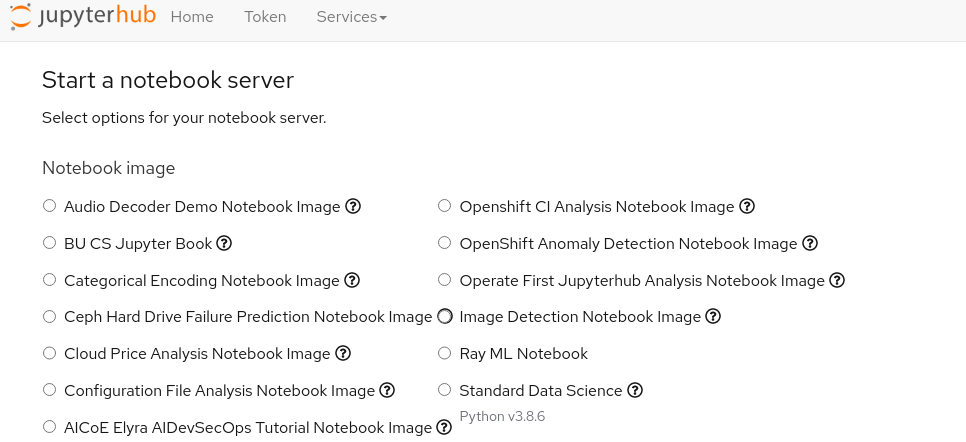 jupyterhub Home Token Services
Start a notebook server
Select options for your notebook server.
Notebook image
Audio Decoder Demo Notebook Image
BU CS Jupyter Book
Categorical Encoding Notebook Image
Ceph Hard Drive Failure Prediction Notebook Image
Cloud Price Analysis Notebook Image
Configuration File Analysis Notebook Image
AICoE Elyra AIDevSecOps Tutorial Notebook Image
Openshift CI Analysis Notebook Image
OpenShift Anomaly Detection Notebook Image
Operate First Jupyterhub Analysis Notebook Image
Image Detection Notebook Image
Ray ML Notebook
Standard Data Science
Python v3.8.6